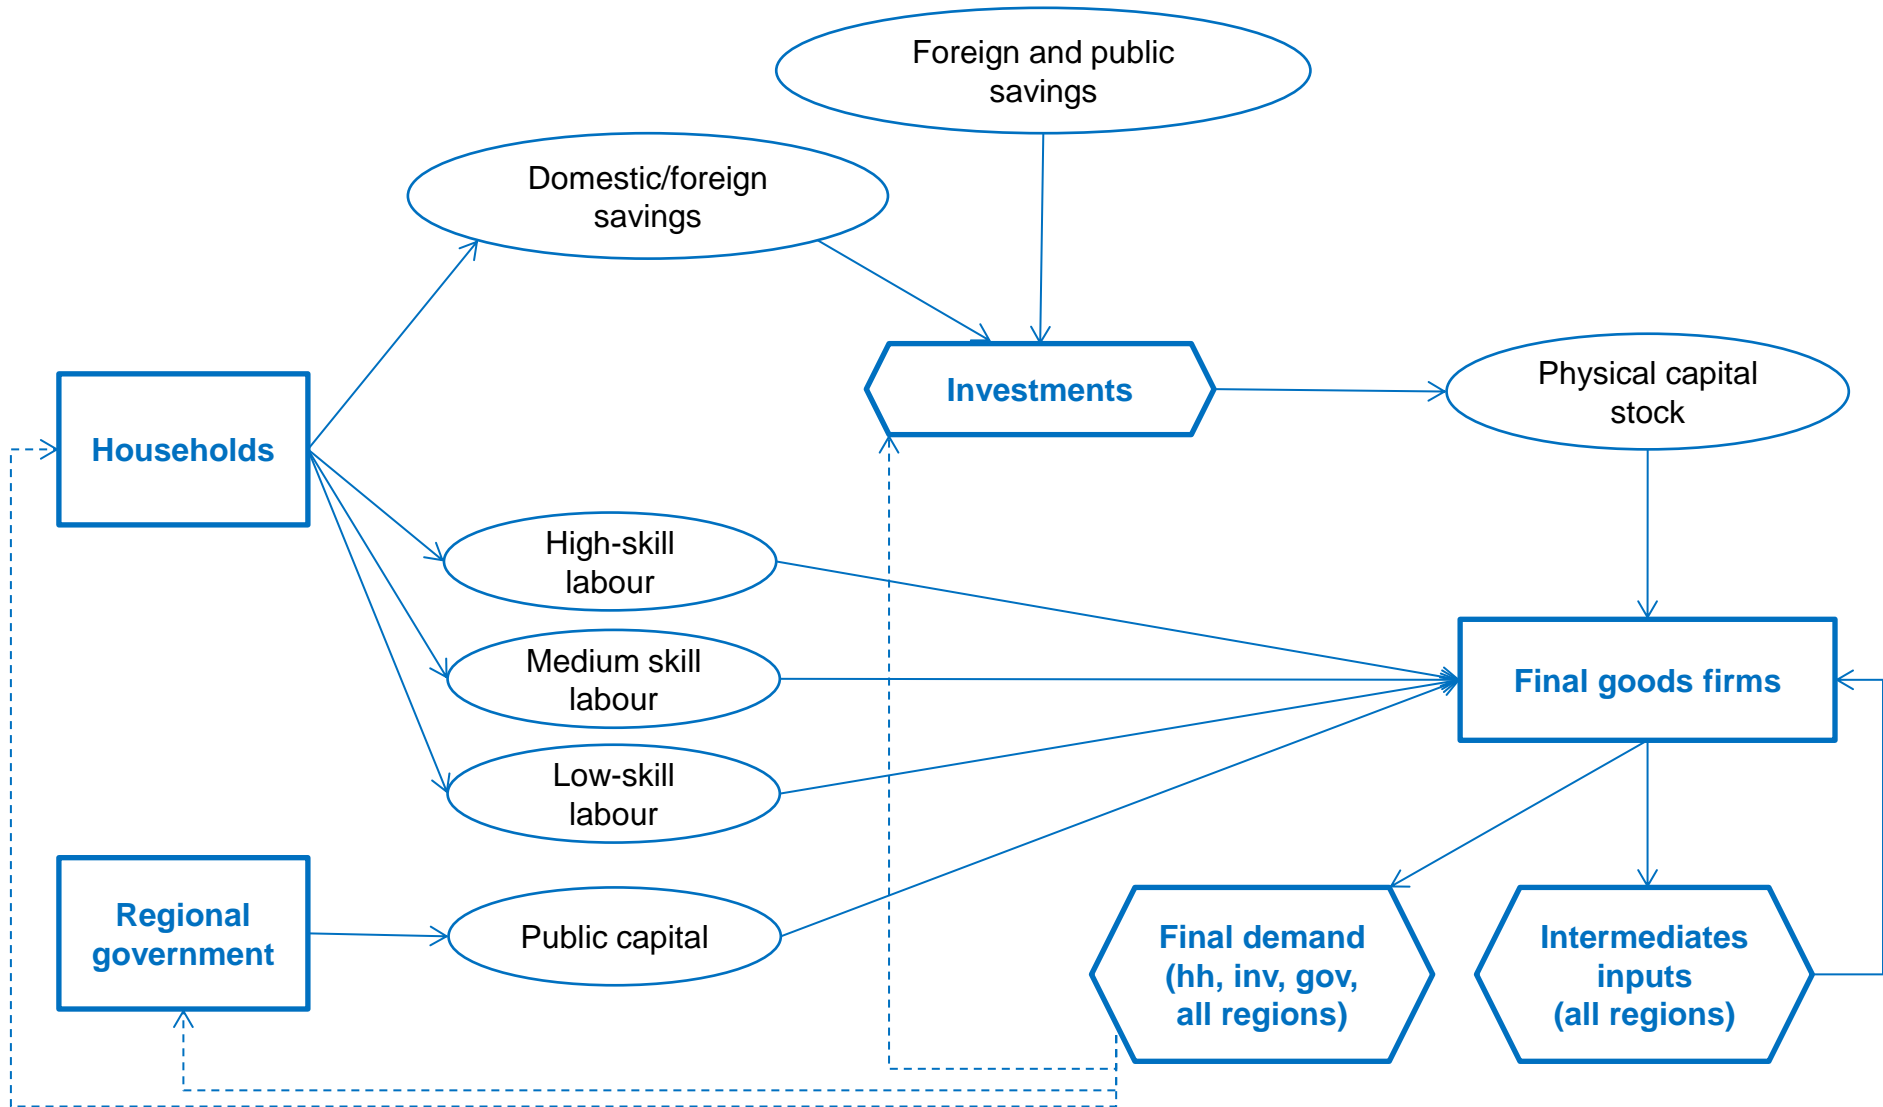 Foreign and public
savings
Domestic/foreign
savings
Investments
Physical capital
stock
Households
High-skill
labour
Medium skill
labour
Final goods firms
Low-skill
labour
Regional
government
Public capital
Final demand
(hh, inv, gov,
all regions)
Intermediates
inputs
(all regions)